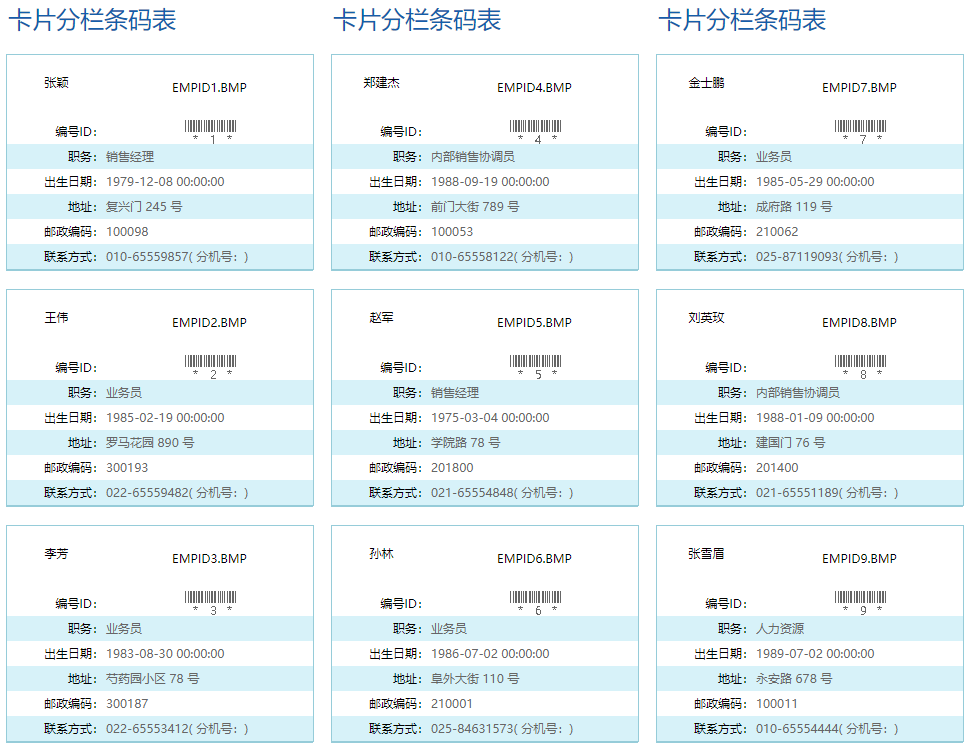 卡片分栏条码表
张颖
EMPID1.BMP
编号ID:
* 1 *
职务: 销售经理
出生日期: 1979-12-08 00:00:00
地址: 复兴门 245 号
邮政编码: 100098
联系方式: 010-65559857( 分机号: )
王伟
EMPID2.BMP
编号ID:
* 2 *
职务: 业务员
出生日期: 1985-02-19 00:00:00
地址: 罗马花园 890 号
邮政编码: 300193
联系方式: 022-65559482( 分机号: )
李芳
EMPID3.BMP
编号ID:
* 3 *
职务: 业务员
出生日期: 1983-08-30 00:00:00
地址: 芍药园小区 78 号
邮政编码: 300187
联系方式: 022-65553412( 分机号: )
卡片分栏条码表
郑建杰
EMPID4.BMP
编号ID:
* 4 *
职务: 内部销售协调员
出生日期: 1988-09-19 00:00:00
地址: 前门大街 789 号
邮政编码: 100053
联系方式: 010-65558122( 分机号: )
赵军
EMPID5.BMP
编号ID:
* 5 *
职务: 销售经理
出生日期: 1975-03-04 00:00:00
地址: 学院路 78 号
邮政编码: 201800
联系方式: 021-65554848( 分机号: )
孙林
EMPID6.BMP
编号ID:
* 6 *
职务: 业务员
出生日期: 1986-07-02 00:00:00
地址: 阜外大街 110 号
邮政编码: 210001
联系方式: 025-84631573( 分机号: )
卡片分栏条码表
金士鹏
EMPID7.BMP
编号ID:
* 7 *
职务: 业务员
出生日期: 1985-05-29 00:00:00
地址: 成府路 119 号
邮政编码: 210062
联系方式: 025-87119093( 分机号: )
刘英玫
EMPID8.BMP
编号ID:
* 8 *
职务: 内部销售协调员
出生日期: 1988-01-09 00:00:00
地址: 建国门 76 号
邮政编码: 201400
联系方式: 021-65551189( 分机号: )
张雪眉
EMPID9.BMP
编号ID:
* 9 *
职务: 人力资源
出生日期: 1989-07-02 00:00:00
地址: 永安路 678 号
邮政编码: 100011
联系方式: 010-65554444( 分机号: )